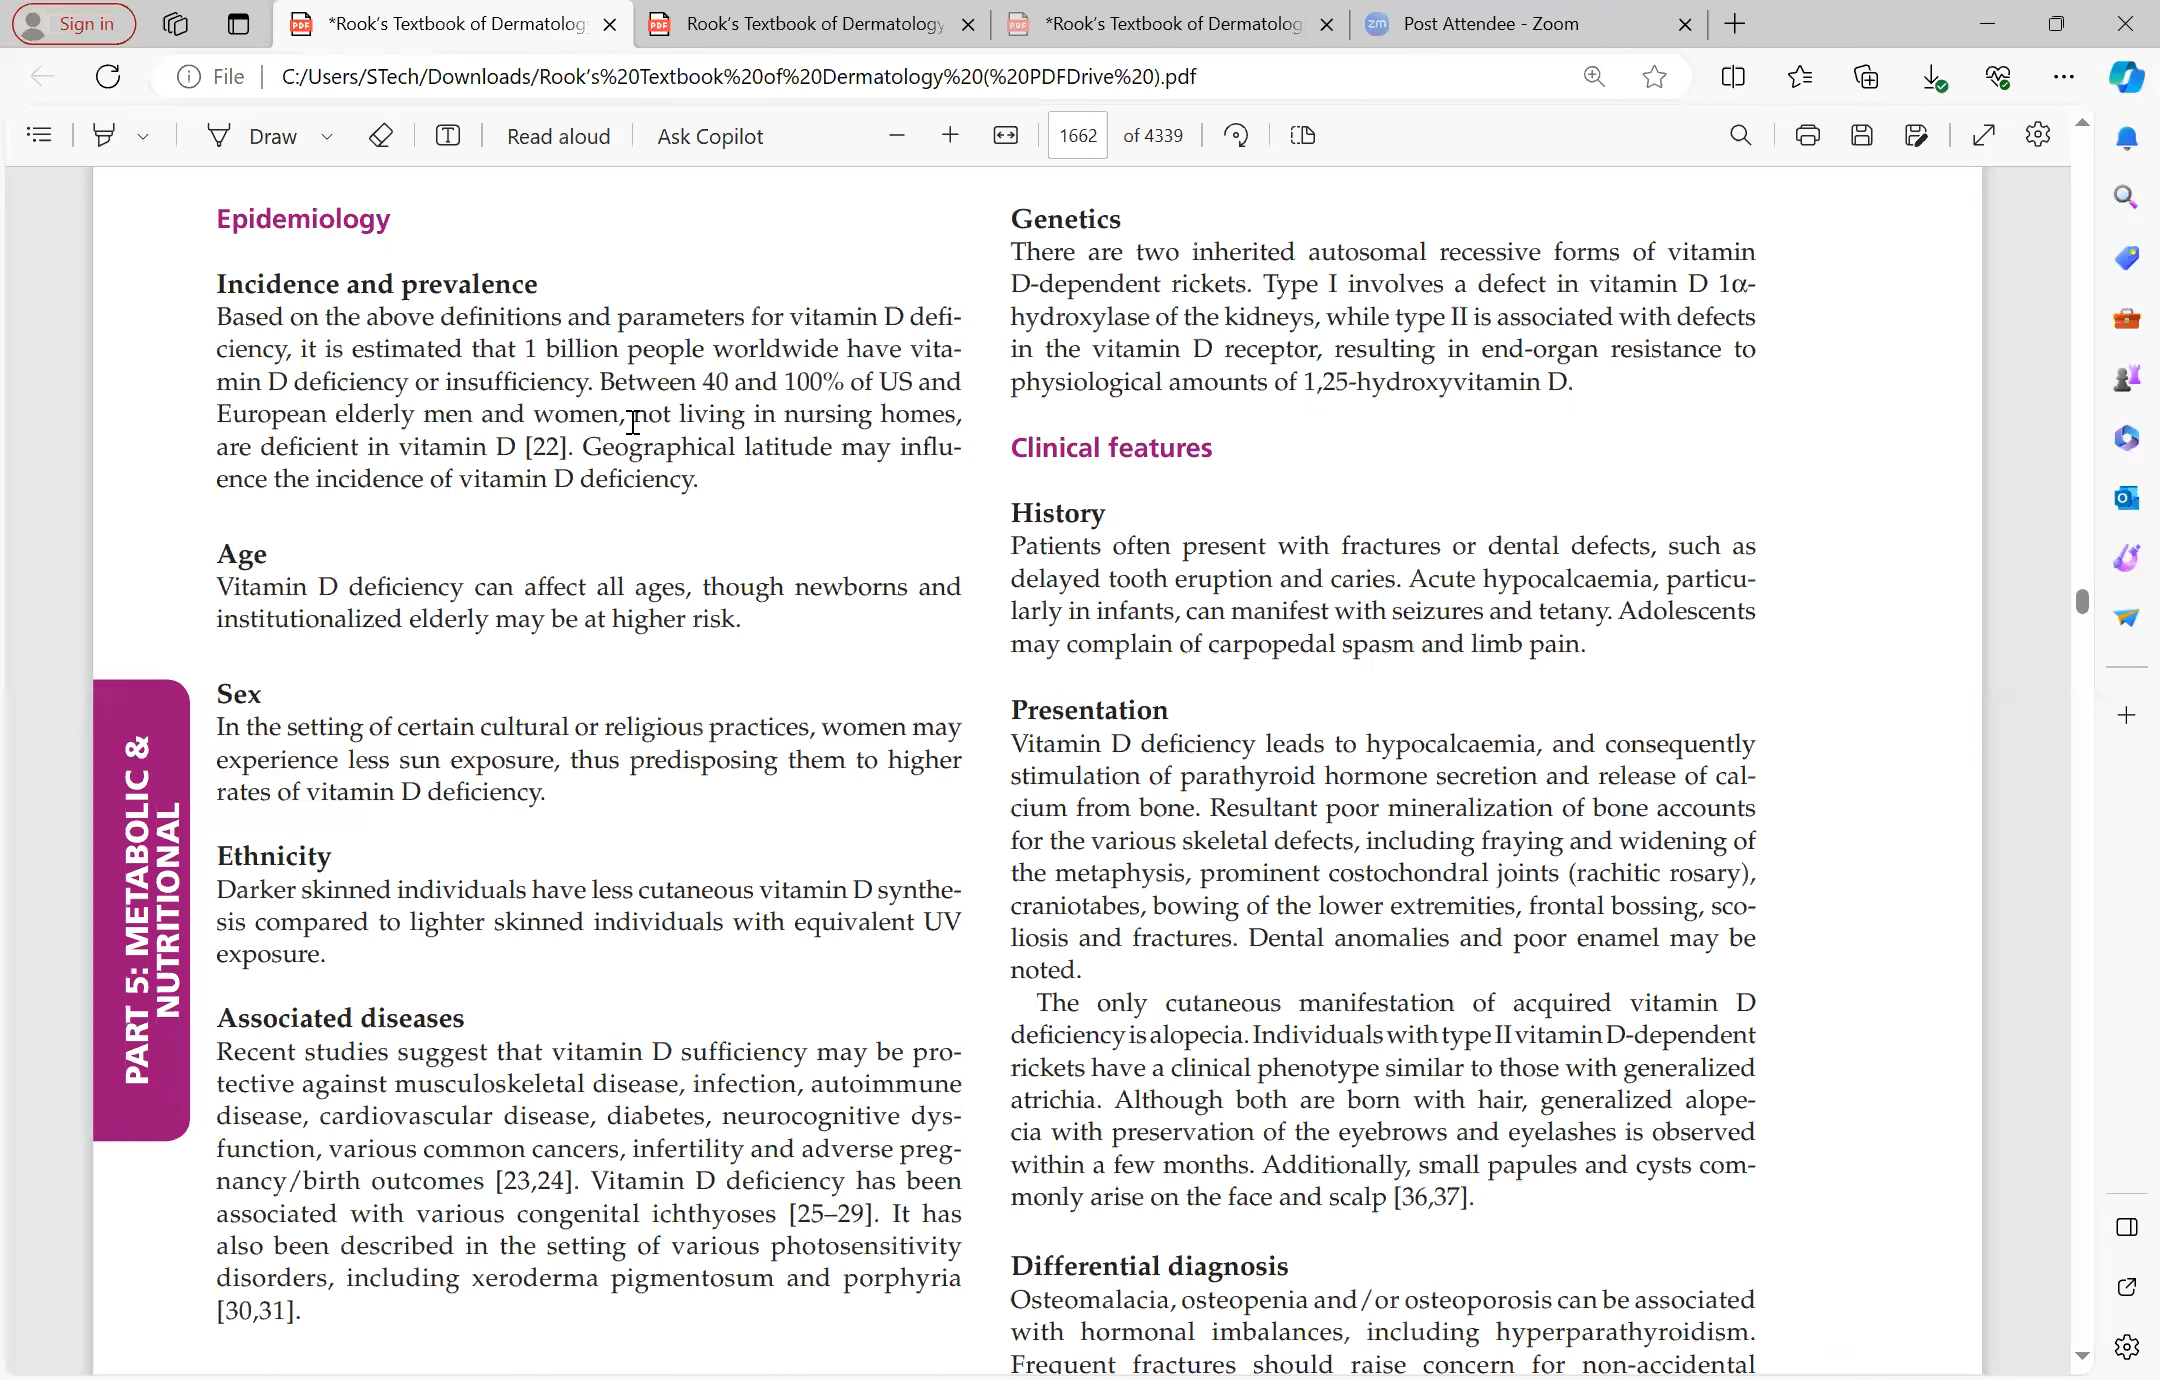 Sign in
*Rook's Textbook of Dermatolog
Rook's Textbook of Dermatology
*Rook's Textbook of Dermatolog
Post Attendee - Zoom
File
C:/Users/STech/Downloads/Rook's%20Textbook%20of%20Dermatology%20(%20PDFDrive%20).pdf
Draw
Read aloud
Ask Copilot
1662 of 4339
Epidemiology
Incidence and prevalence
Based on the above definitions and parameters for vitamin D defi-
ciency, it is estimated that 1 billion people worldwide have vita-
min D deficiency or insufficiency. Between 40 and 100% of US and
European elderly men and women, not living in nursing homes,
are deficient in vitamin D [22]. Geographical latitude may influ-
ence the incidence of vitamin D deficiency.
Age
Vitamin D deficiency can affect all ages, though newborns and
institutionalized elderly may be at higher risk.
Sex
In the setting of certain cultural or religious practices, women may
experience less sun exposure, thus predisposing them to higher
rates of vitamin D deficiency.
Ethnicity
Darker skinned individuals have less cutaneous vitamin D synthe-
sis compared to lighter skinned individuals with equivalent UV
exposure.
Associated diseases
Recent studies suggest that vitamin D sufficiency may be pro-
tective against musculoskeletal disease, infection, autoimmune
disease, cardiovascular disease, diabetes, neurocognitive dys-
function, various common cancers, infertility and adverse preg-
nancy/birth outcomes [23,24]. Vitamin D deficiency has been
associated with various congenital ichthyoses [25–29]. It has
also been described in the setting of various photosensitivity
disorders, including xeroderma pigmentosum and porphyria
[30,31].
PART 5: METABOLIC &
NUTRITIONAL
Genetics
There are two inherited autosomal recessive forms of vitamin
D-dependent rickets. Type I involves a defect in vitamin D 1α-
hydroxylase of the kidneys, while type II is associated with defects
in the vitamin D receptor, resulting in end-organ resistance to
physiological amounts of 1,25-hydroxyvitamin D.
Clinical features
History
Patients often present with fractures or dental defects, such as
delayed tooth eruption and caries. Acute hypocalcaemia, particu-
larly in infants, can manifest with seizures and tetany. Adolescents
may complain of carpopedal spasm and limb pain.
Presentation
Vitamin D deficiency leads to hypocalcaemia, and consequently
stimulation of parathyroid hormone secretion and release of cal-
cium from bone. Resultant poor mineralization of bone accounts
for the various skeletal defects, including fraying and widening of
the metaphysis, prominent costochondral joints (rachitic rosary),
craniotabes, bowing of the lower extremities, frontal bossing, sco-
liosis and fractures. Dental anomalies and poor enamel may be
noted.
The only cutaneous manifestation of acquired vitamin D
deficiency is alopecia. Individuals with type II vitamin D-dependent
rickets have a clinical phenotype similar to those with generalized
atrichia. Although both are born with hair, generalized alope-
cia with preservation of the eyebrows and eyelashes is observed
within a few months. Additionally, small papules and cysts com-
monly arise on the face and scalp [36,37].
Differential diagnosis
Osteomalacia, osteopenia and/or osteoporosis can be associated
with hormonal imbalances, including hyperparathyroidism.
Frequent fractures should raise concern for non-accidental